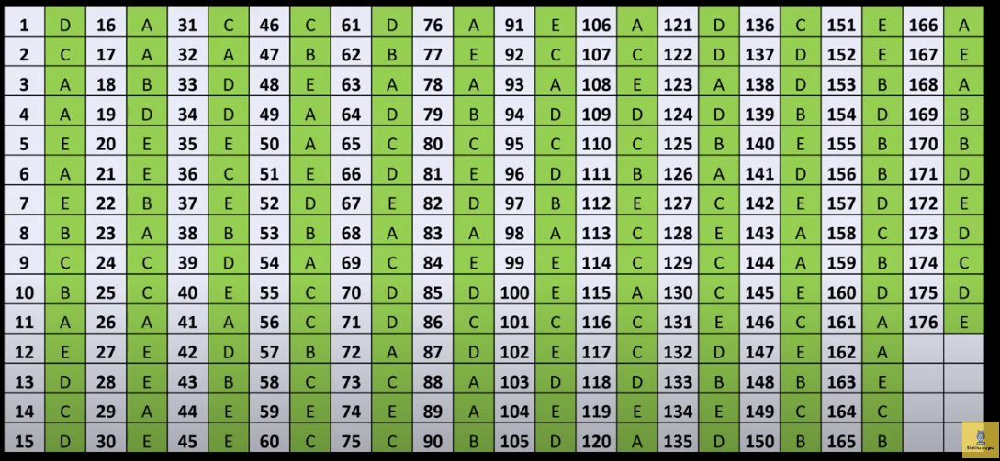 1 D 16 A 31 C 46 C 61 D 76 A 91 E 106 A 121 D 136 C 151 E 166 A
2 C 17 A 32 A 47 B 62 B 77 E 92 C 107 C 122 D 137 D 152 E 167 E
3 A 18 B 33 D 48 E 63 A 78 A 93 A 108 E 123 A 138 D 153 B 168 A
4 A 19 D 34 D 49 A 64 D 79 B 94 D 109 D 124 D 139 B 154 D 169 B
5 E 20 E 35 E 50 A 65 C 80 C 95 C 110 C 125 B 140 E 155 B 170 B
6 A 21 E 36 C 51 E 66 D 81 E 96 D 111 B 126 A 141 D 156 B 171 D
7 E 22 B 37 E 52 D 67 E 82 D 97 B 112 E 127 C 142 E 157 D 172 E
8 B 23 A 38 B 53 B 68 A 83 A 98 A 113 C 128 E 143 A 158 C 173 D
9 C 24 C 39 D 54 A 69 C 84 E 99 E 114 C 129 C 144 A 159 B 174 C
10 B 25 C 40 E 55 C 70 D 85 D 100 E 115 A 130 C 145 E 160 D 175 D
11 A 26 A 41 A 56 C 71 D 86 C 101 C 116 C 131 E 146 C 161 A 176 E
12 E 27 E 42 D 57 B 72 A 87 D 102 E 117 C 132 D 147 E 162 A
13 D 28 E 43 B 58 C 73 C 88 A 103 D 118 D 133 B 148 B 163 E
14 C 29 A 44 E 59 E 74 E 89 A 104 E 119 E 134 E 149 C 164 C
15 D 30 E 45 E 60 C 75 C 90 B 105 D 120 A 135 D 150 B 165 B